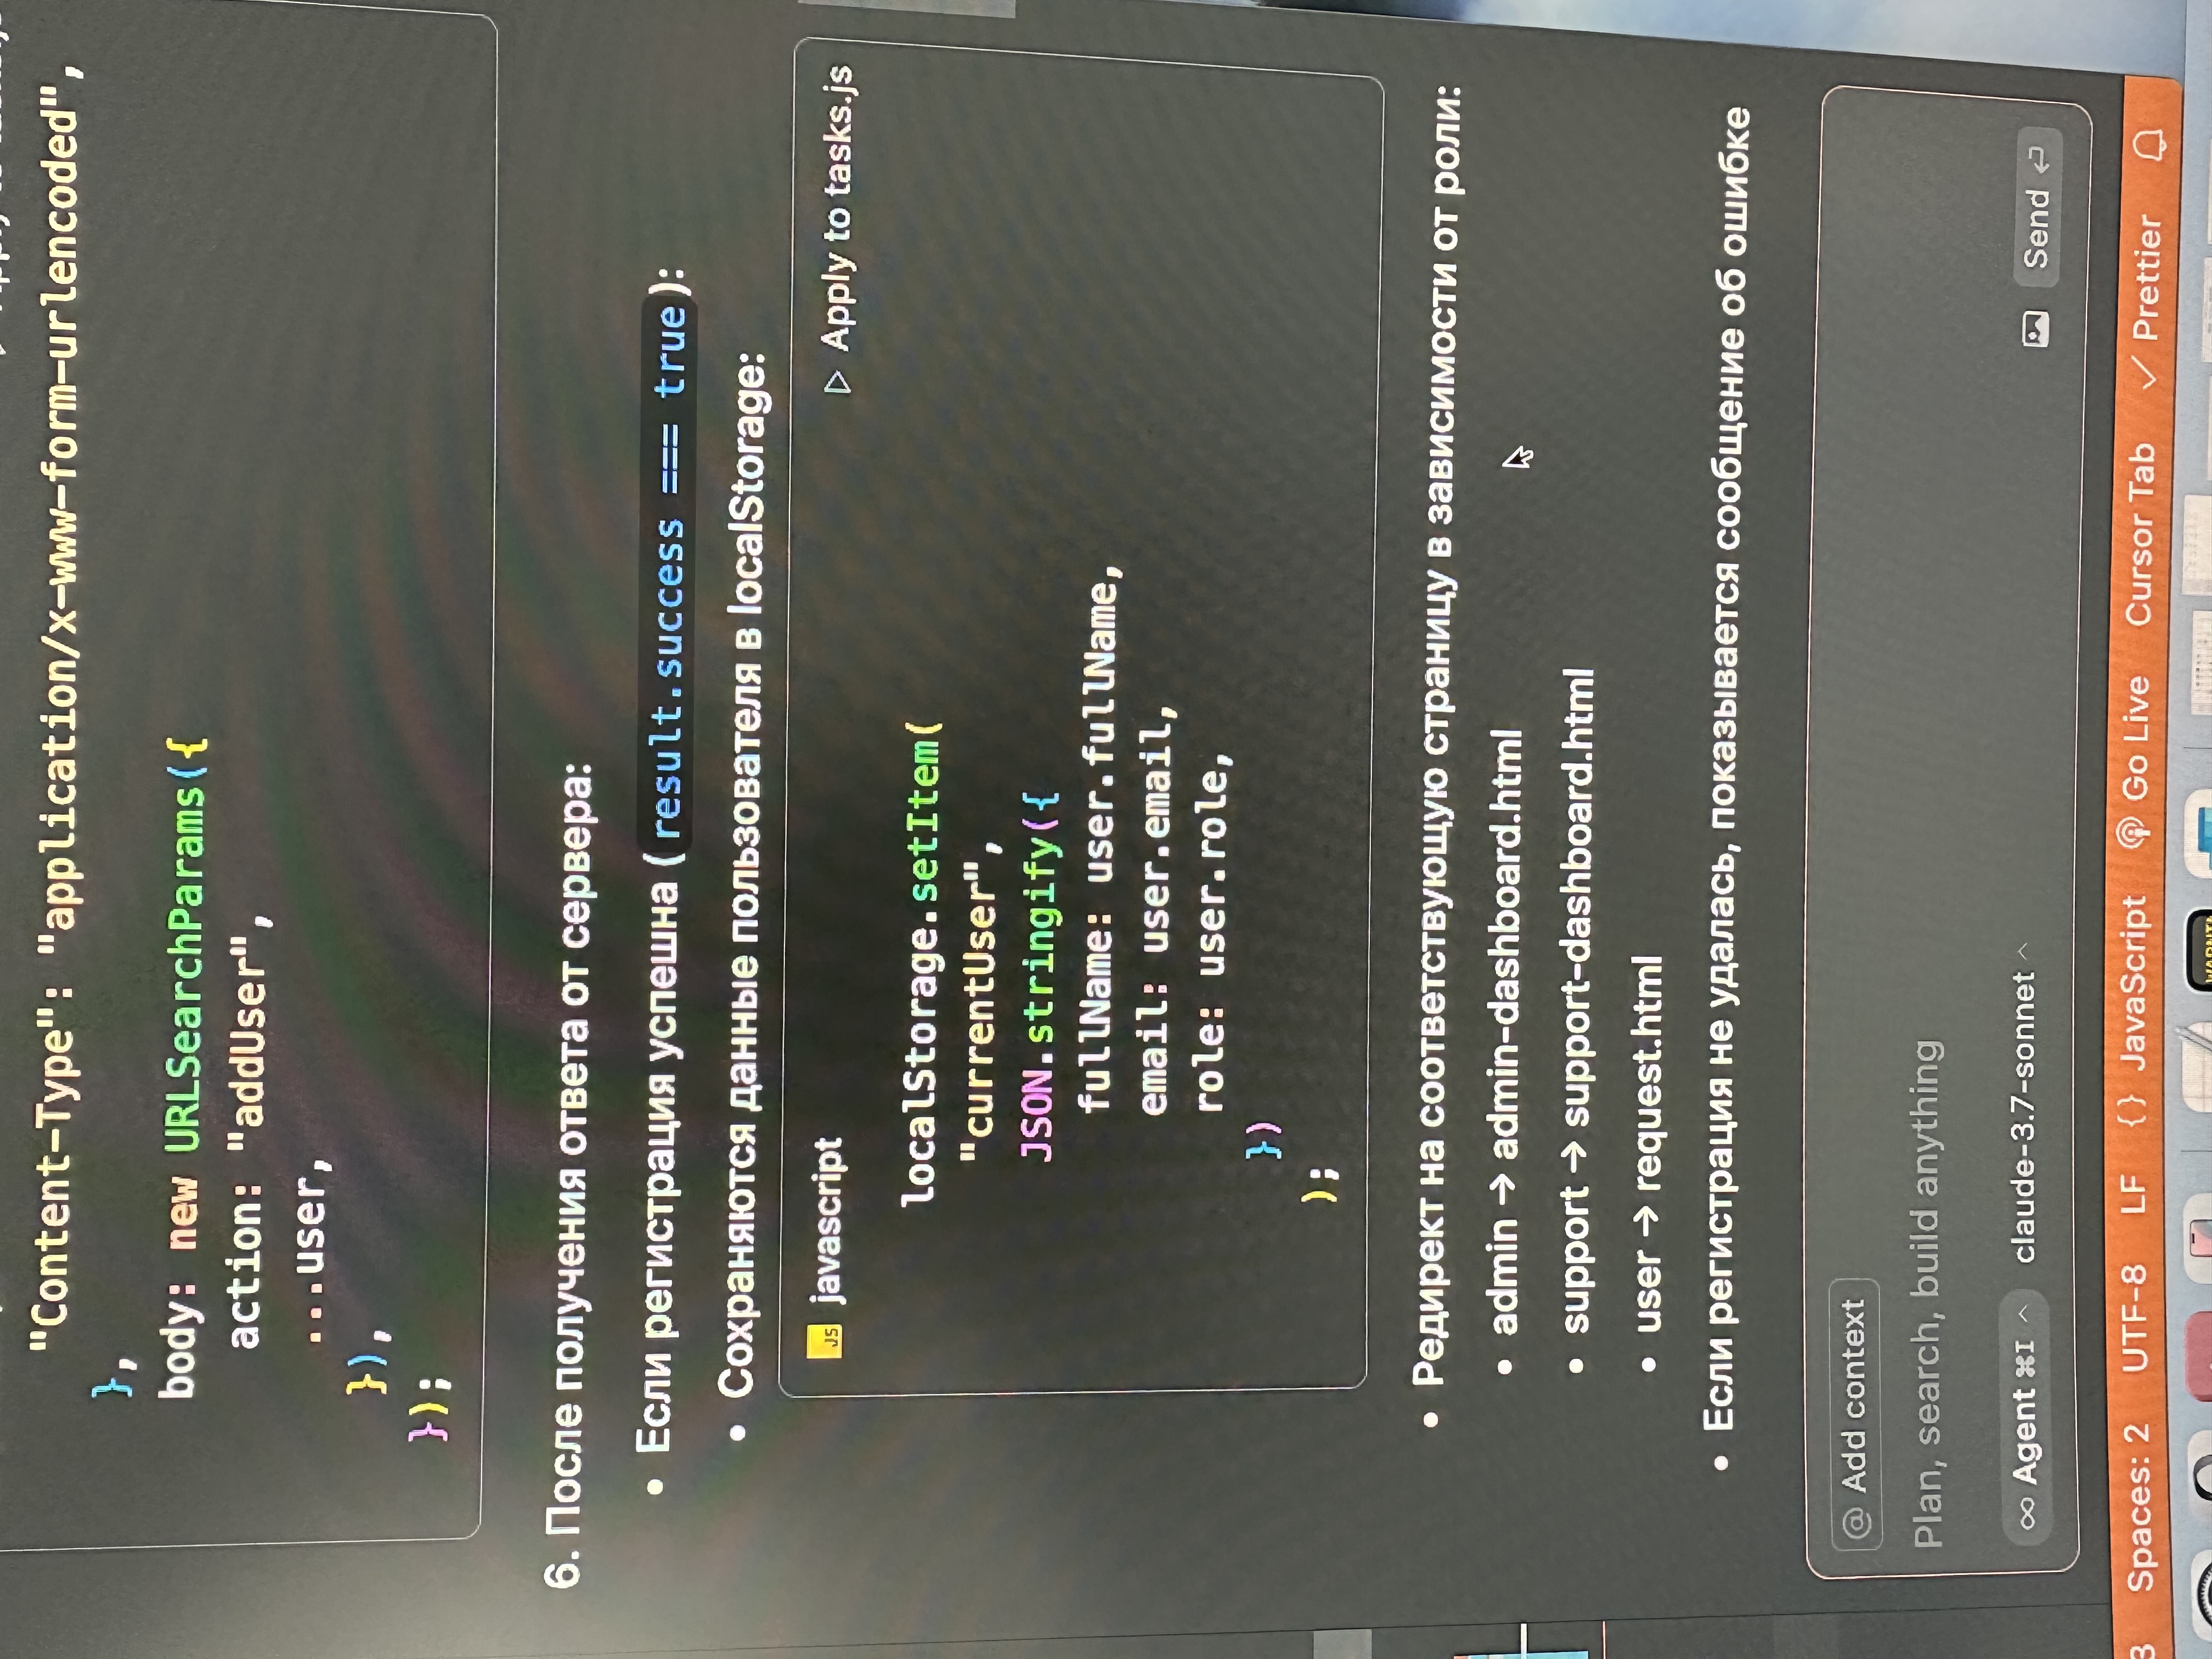 Apply to tasks.js
"Content-Type": "application/x-www-form-urlencoded",
},
body: new URLSearchParams({
action: "addUser",
...user,
}),
});
6. После получения ответа от сервера:
• Если регистрация успешна (result.success === true):
• Сохраняются данные пользователя в localStorage:
JS javascript
Apply to tasks.js
localStorage.setItem(
"currentUser",
JSON.stringify({
fullName: user.fullName,
email: user.email,
role: user.role,
})
);
• Редирект на соответствующую страницу в зависимости от роли:
• admin → admin-dashboard.html
• support → support-dashboard.html
• user → request.html
• Если регистрация не удалась, показывается сообщение об ошибке
@ Add context
Plan, search, build anything
∞ Agent ⌘I ^ claude-3.7-sonnet ^
Send
3 Spaces: 2 UTF-8 LF {} JavaScript Go Live Cursor Tab ✓ Prettier